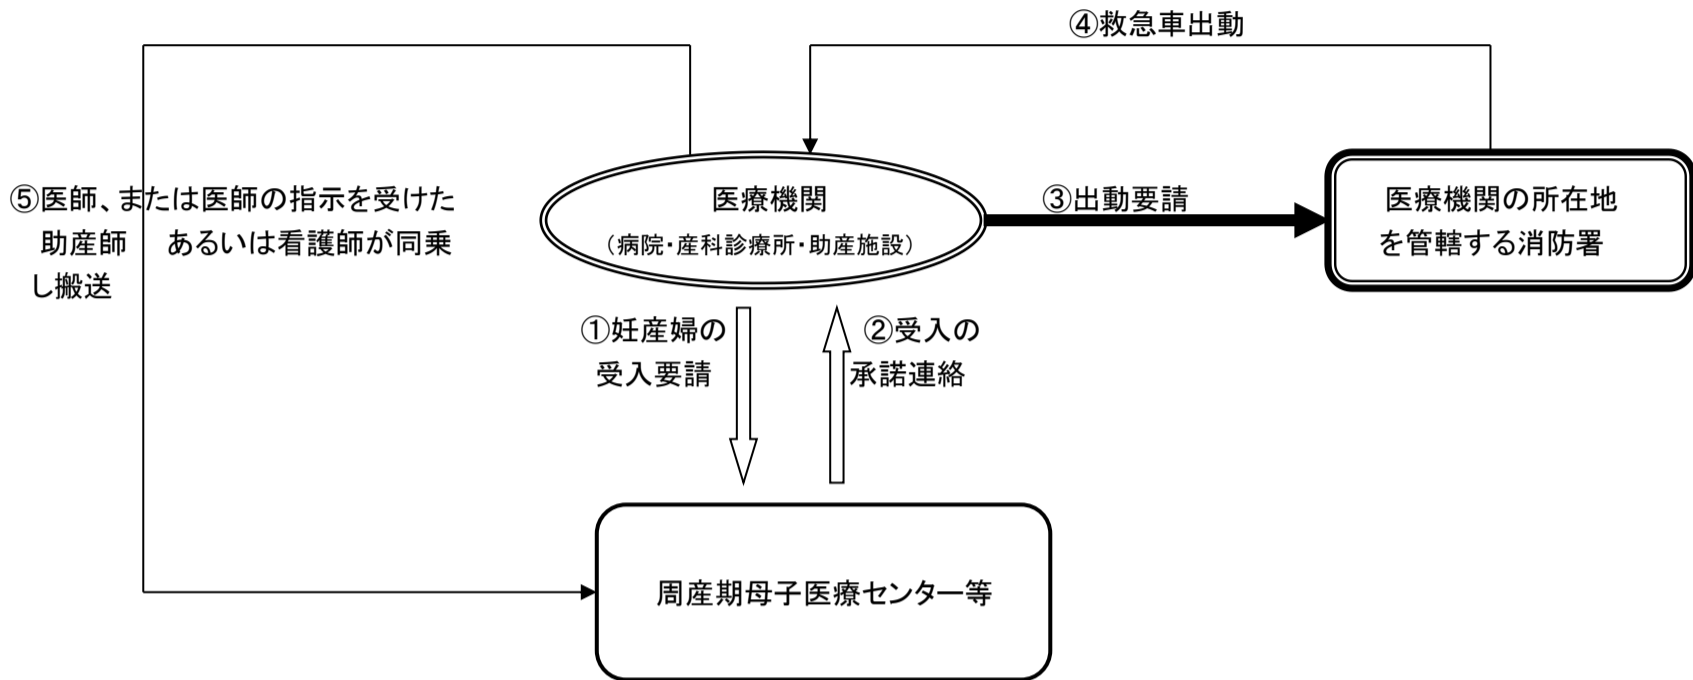 ④救急車出動
⑤医師、または医師の指示を受けた
助産師　あるいは看護師が同乗
し搬送
医療機関
（病院・産科診療所・助産施設）
③出動要請
医療機関の所在地
を管轄する消防署
①妊産婦の
受入要請
②受入の
承諾連絡
周産期母子医療センター等